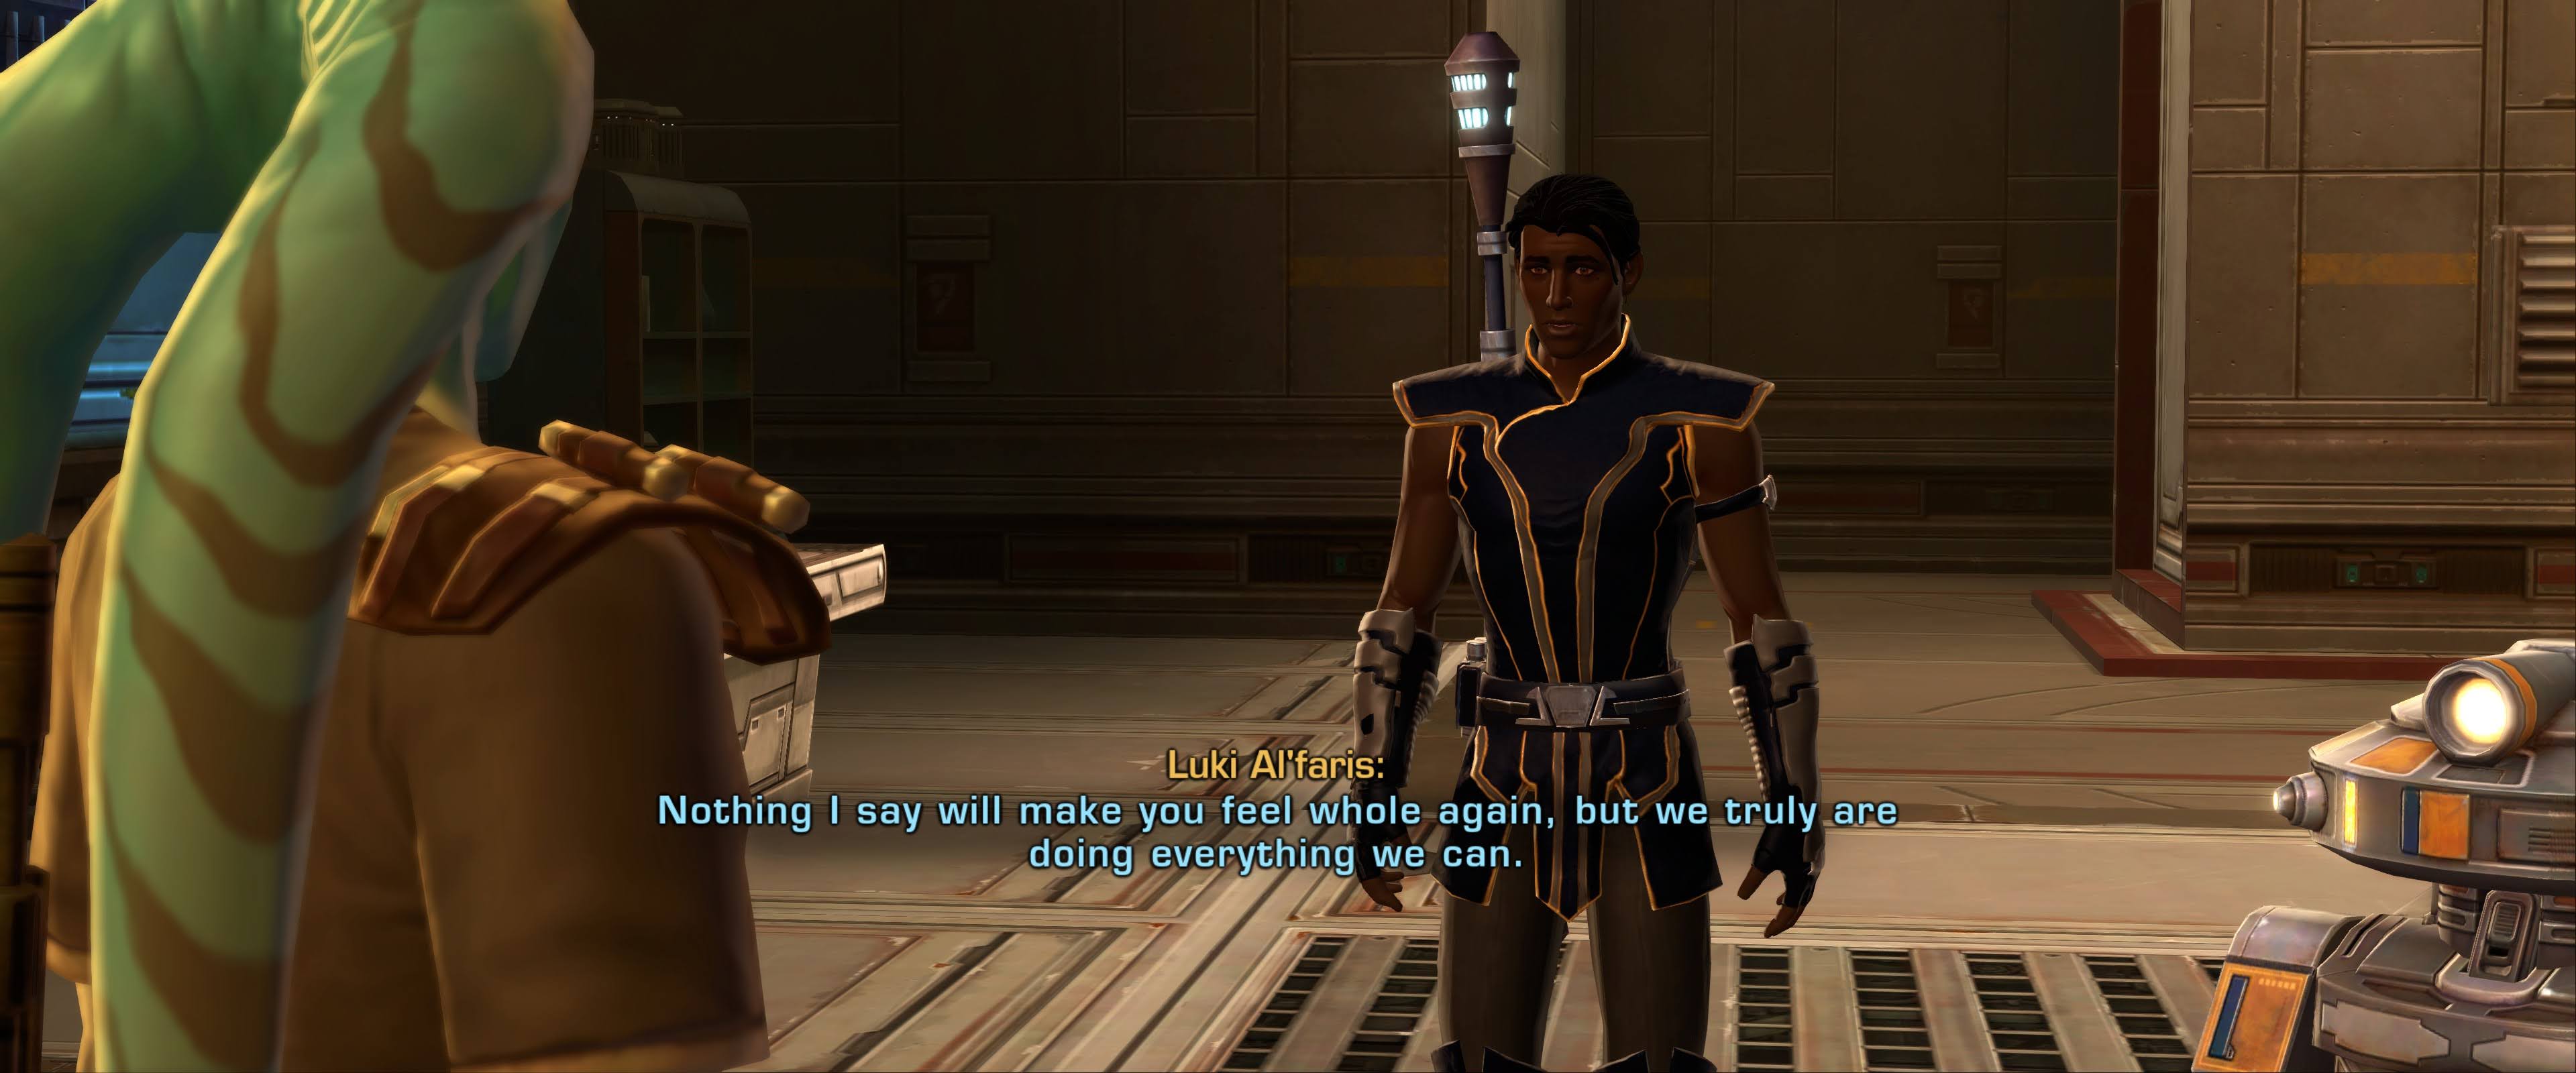 Luki Al'faris:
Nothing I say will make you feel whole again, but we truly are
doing everything we can.